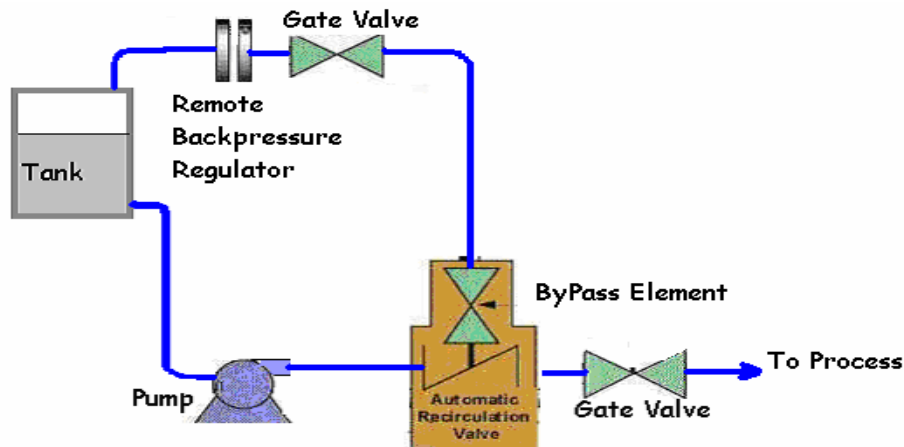 Gate Valve
Remote
Backpressure
Regulator
Tank
ByPass Element
To Process
Pump
Automatic
Recirculation
Valve
Gate Valve